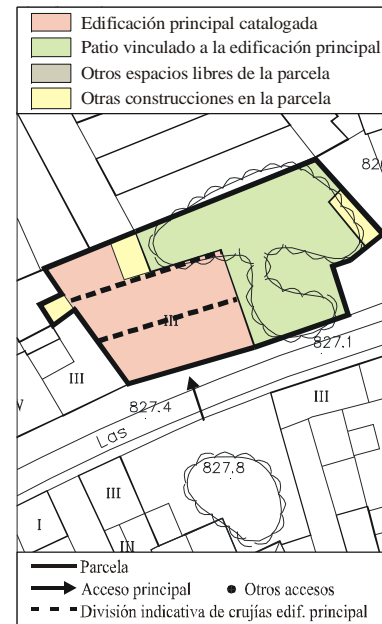 Edificación principal catalogada
Patio vinculado a la edificación principal
Otros espacios libres de la parcela
Otras construcciones en la parcela
III
827.1
III
827.4
III
Las
827.8
III
I
III
Parcela
Acceso principal
Otros accesos
División indicativa de crujías edif. principal